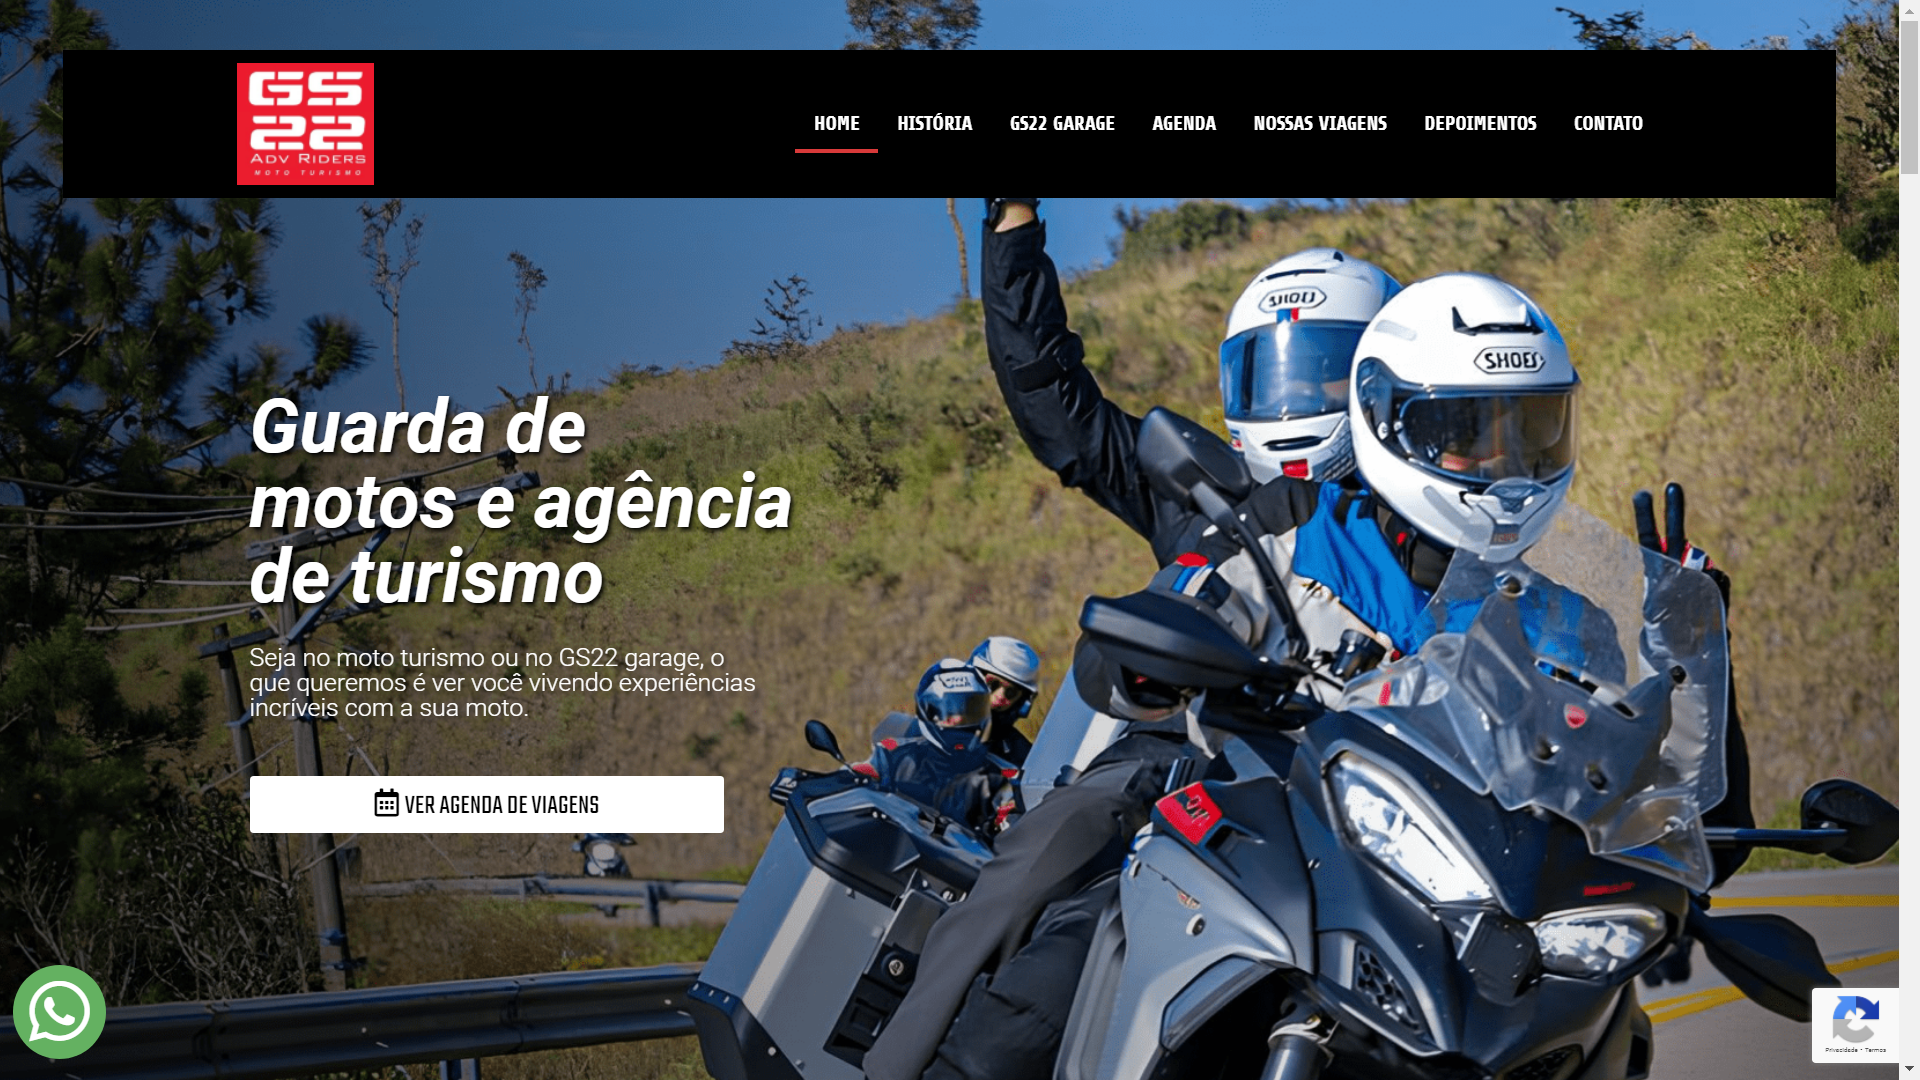 GS
22
ADV RIDERS
MOTO TURISMO
HOME HISTÓRIA GS22 GARAGE AGENDA NOSSAS VIAGENS DEPOIMENTOS CONTATO
SHOEI
SHOEI
Guarda de
motos e agência
de turismo
Seja no moto turismo ou no GS22 garage, o
que queremos é ver você vivendo experiências
incríveis com a sua moto.
VER AGENDA DE VIAGENS
Privacidade - Termos